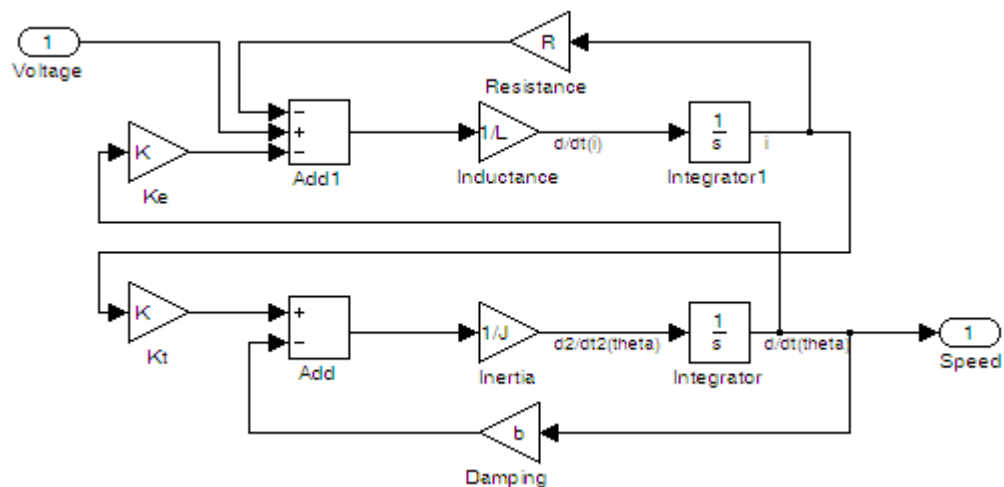 1
Voltage
R
Resistance
−
+
−
Add1
K
Ke
1/L
Inductance
d/dt(i)
1
s
Integrator1
i
K
Kt
+
−
Add
1/J
Inertia
d2/dt2(theta)
1
s
Integrator
d/dt(theta)
1
Speed
b
Damping